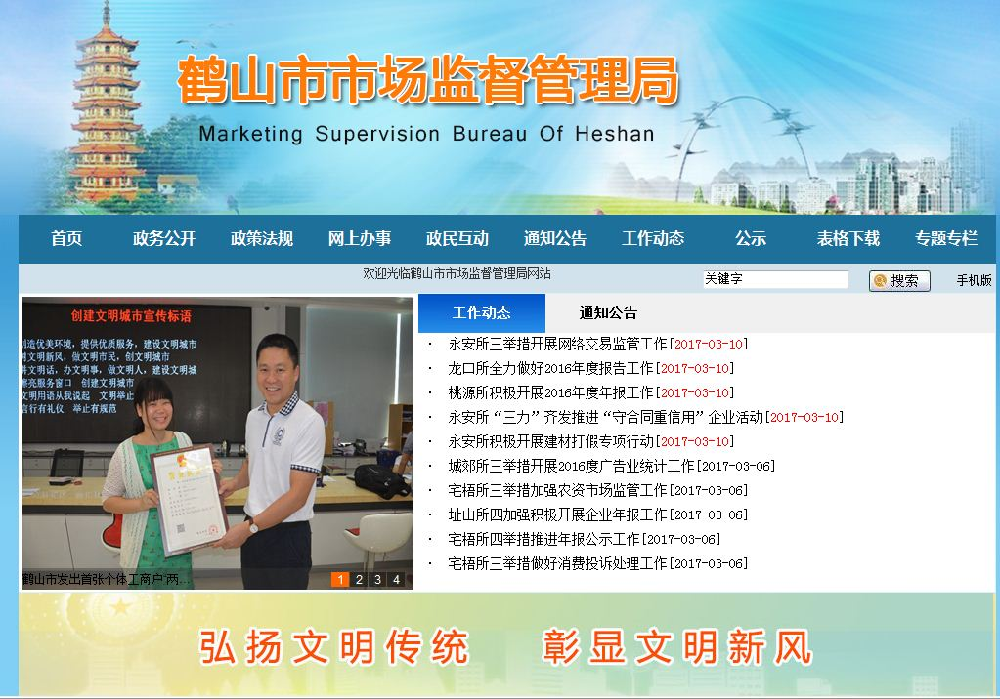 鹤山市市场监督管理局
Marketing Supervision Bureau Of Heshan
首页 政务公开 政策法规 网上办事 政民互动 通知公告 工作动态 公示 表格下载 专题专栏
欢迎光临鹤山市市场监督管理局网站 关键字 搜索 手机版
创建文明城市宣传标语
造优美环境，提供优质服务，建设文明城市
文明新风，做文明市民，创文明城市
文明话，办文明事，做文明人，建设文明城
亮服务窗口 创建文明城市
文明用语从我说起 文明举止
言行有礼仪 举止有规范
鹤山市发出首张个体工商户“两...
1 2 3 4
工作动态 通知公告
· 永安所三举措开展网络交易监管工作[2017-03-10]
· 龙口所全力做好2016年度报告工作[2017-03-10]
· 桃源所积极开展2016年度年报工作[2017-03-10]
· 永安所“三力”齐发推进“守合同重信用”企业活动[2017-03-10]
· 永安所积极开展建材打假专项行动[2017-03-10]
· 城郊所三举措开展2016度广告业统计工作[2017-03-06]
· 宅梧所三举措加强农资市场监管工作[2017-03-06]
· 址山所四加强积极开展企业年报工作[2017-03-06]
· 宅梧所四举措推进年报公示工作[2017-03-06]
· 宅梧所三举措做好消费投诉处理工作[2017-03-06]
弘扬文明传统 彰显文明新风